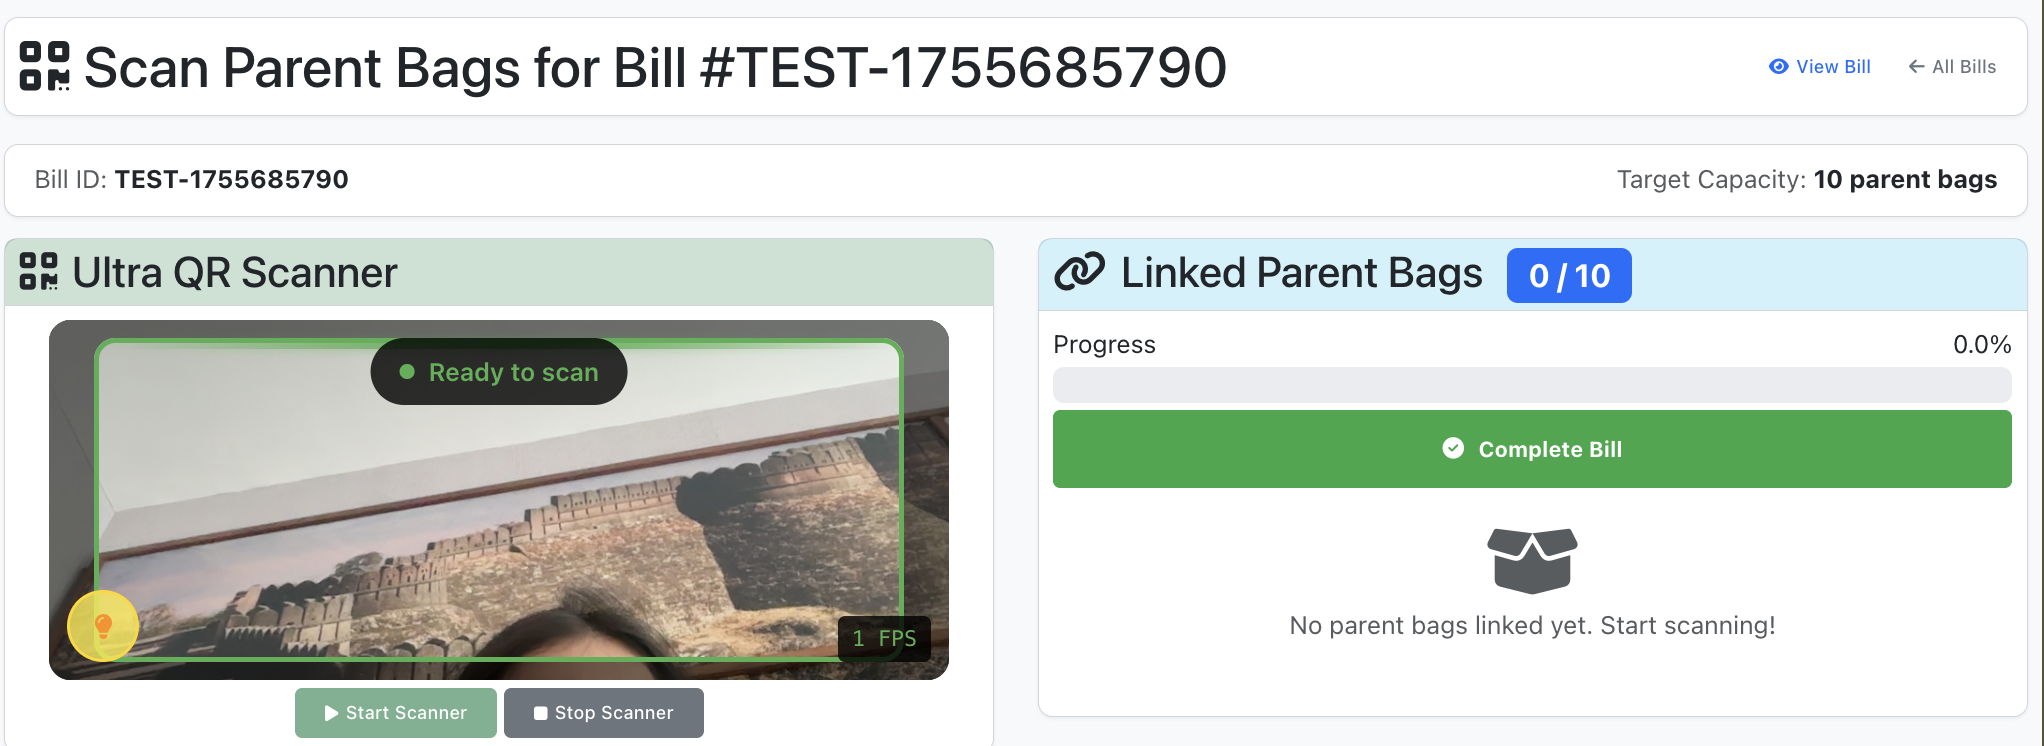 Scan Parent Bags for Bill #TEST-1755685790
View Bill
All Bills
Bill ID: TEST-1755685790
Target Capacity: 10 parent bags
Ultra QR Scanner
Ready to scan
1 FPS
Start Scanner
Stop Scanner
Linked Parent Bags 0 / 10
Progress
0.0%
Complete Bill
No parent bags linked yet. Start scanning!